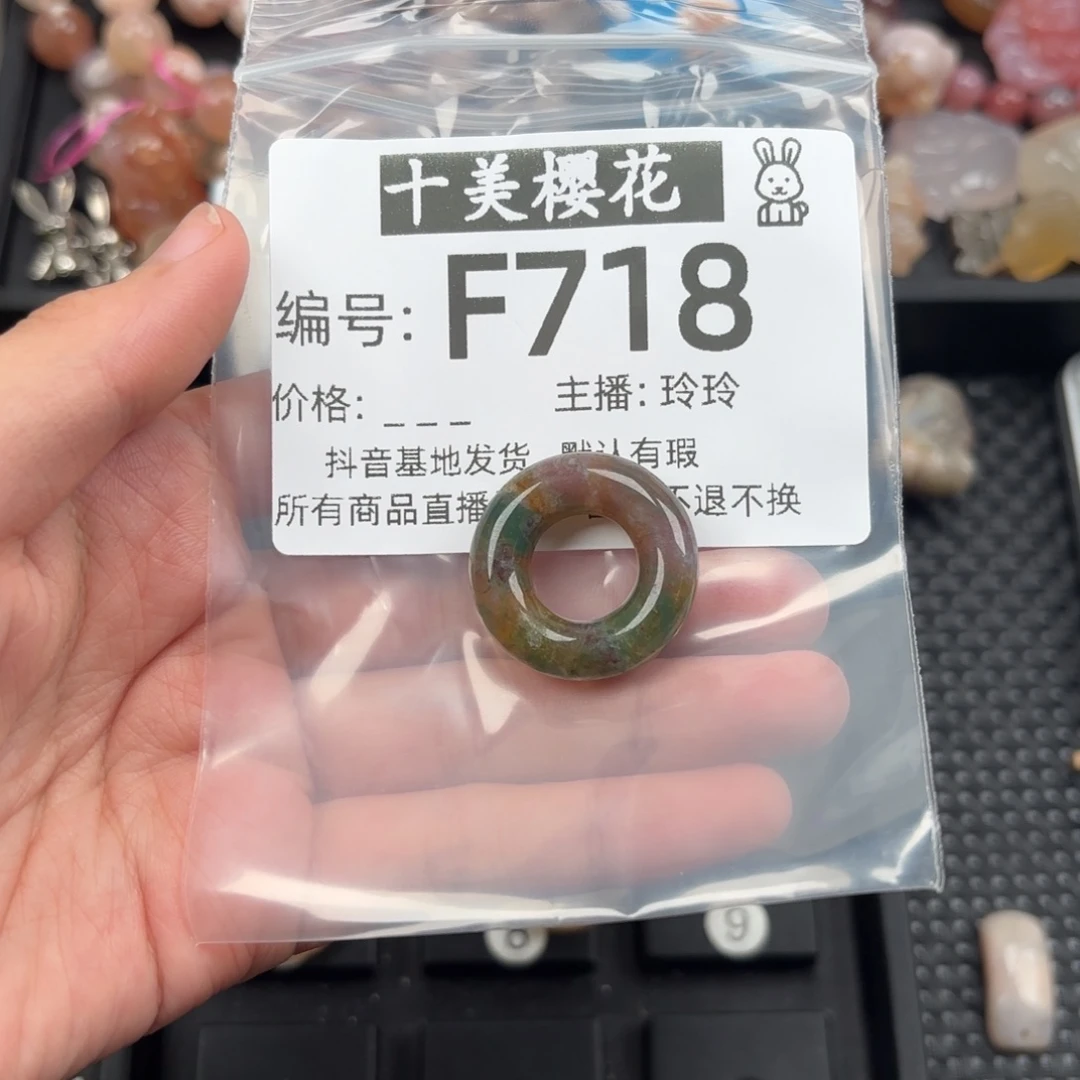 十美樱花
编号: F718
价格: _ _ _ 主播: 玲玲
抖音基地发货 默认有瑕
所有商品直播 不退不换
9